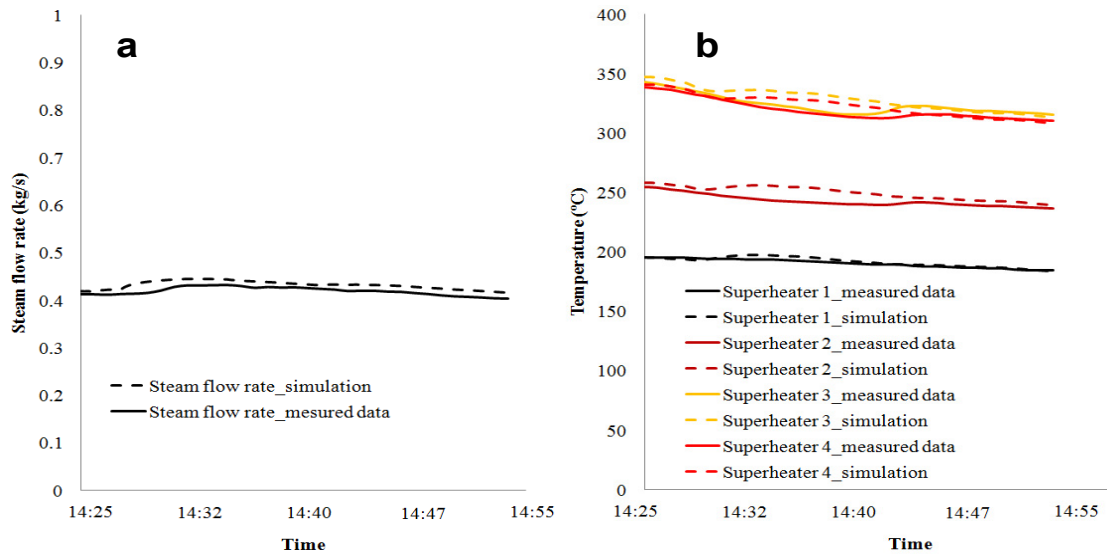 a
1
0.9
0.8
0.7
0.6
0.5
0.4
0.3
0.2
0.1
0
Steam flow rate (kg/s)
Steam flow rate_simulation
Steam flow rate_mesured data
14:25 14:32 14:40 14:47 14:55
Time
b
400
350
300
250
200
150
100
50
0
Temperature (°C)
Superheater 1_measured data
Superheater 1_simulation
Superheater 2_measured data
Superheater 2_simulation
Superheater 3_measured data
Superheater 3_simulation
Superheater 4_measured data
Superheater 4_simulation
14:25 14:32 14:40 14:47 14:55
Time